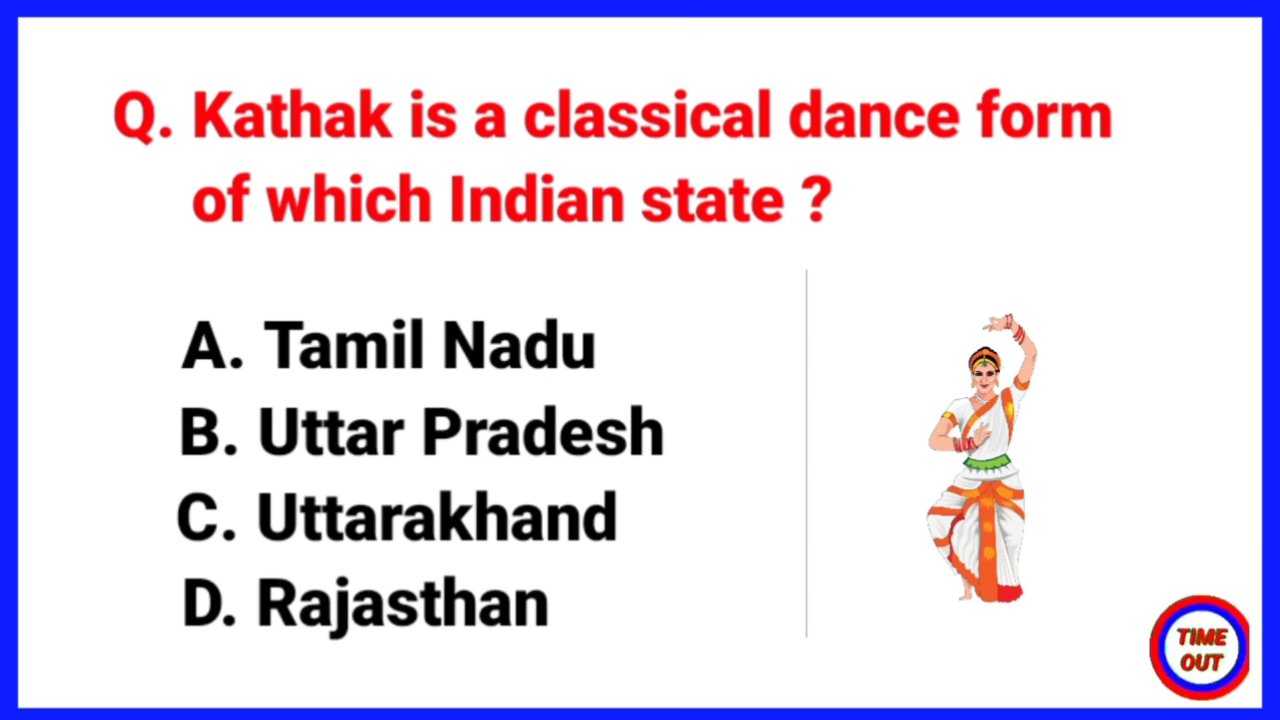 Q. Kathak is a classical dance form
of which Indian state ?
A. Tamil Nadu
B. Uttar Pradesh
C. Uttarakhand
D. Rajasthan
TIME
OUT